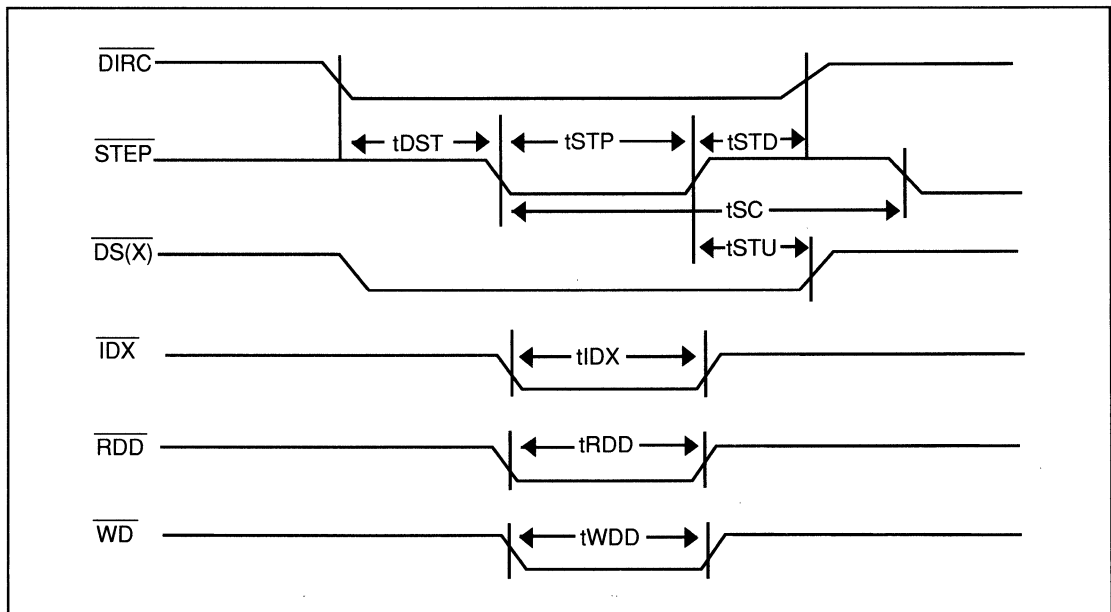 DIRC
tDST tSTP tSTD
STEP
tSC
DS(X) tSTU
IDX tIDX
RDD tRDD
WD tWDD